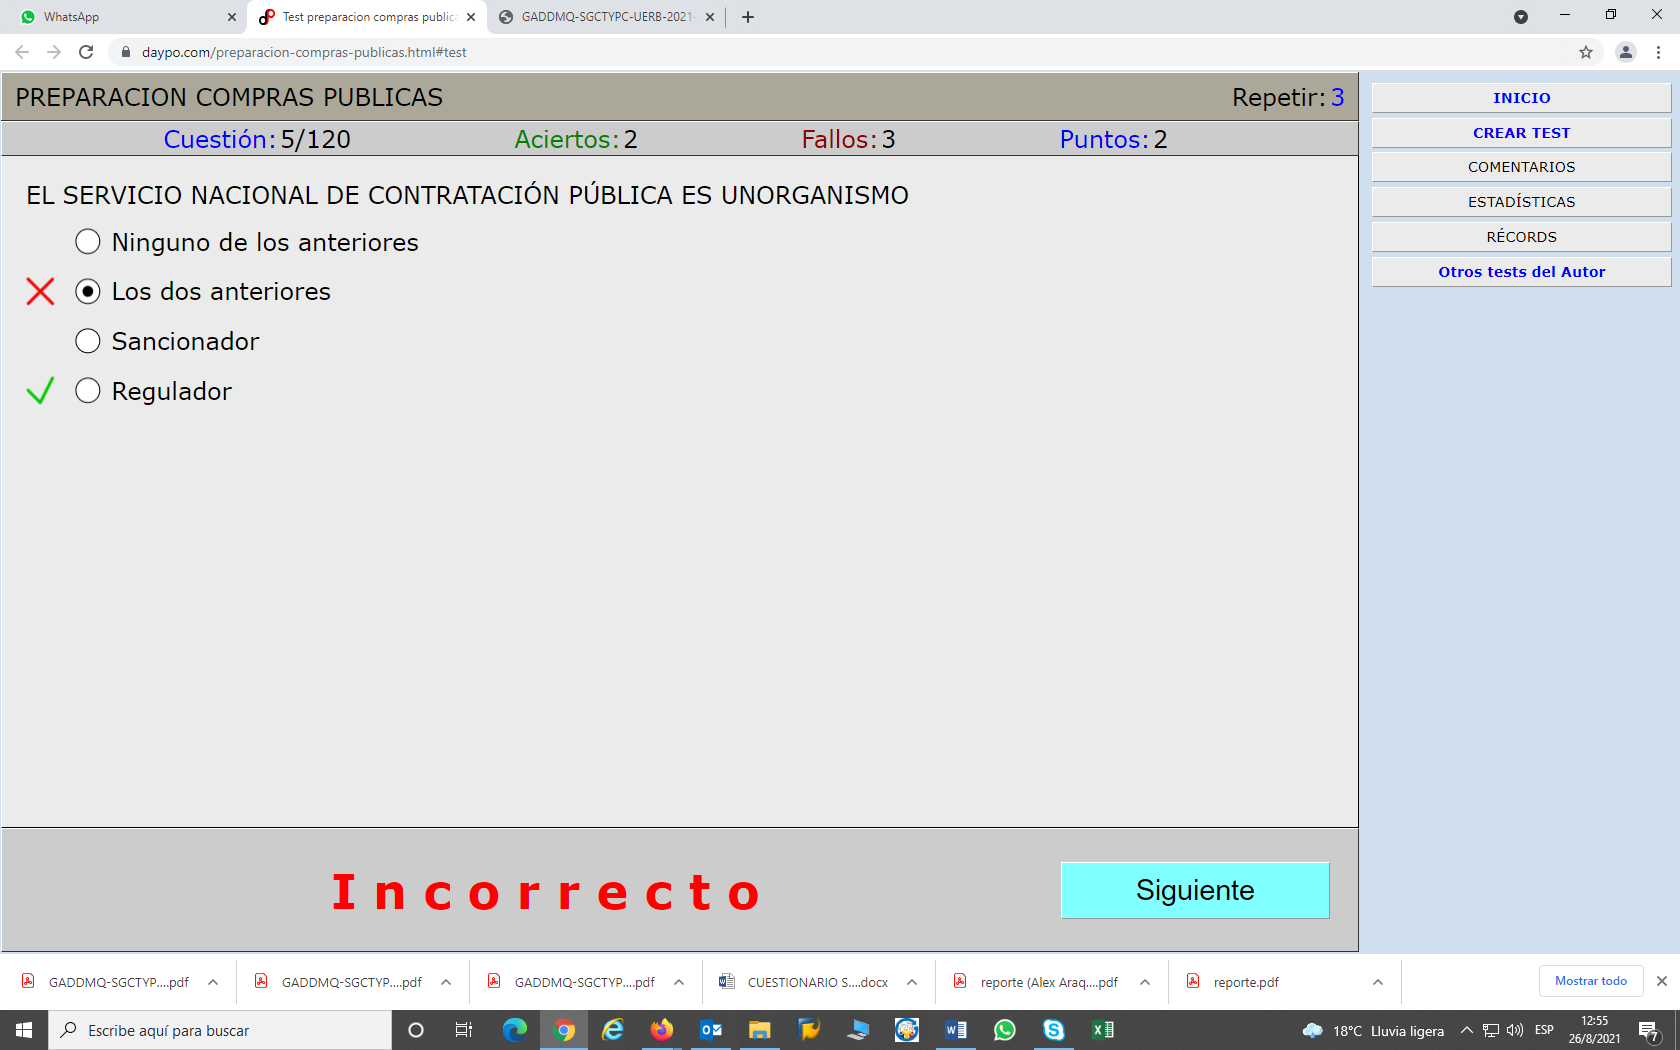 WhatsApp
Test preparacion compras publica
GADDMQ-SGCTYPC-UERB-2021-
daypo.com/preparacion-compras-publicas.html#test
PREPARACION COMPRAS PUBLICAS
Repetir: 3
Cuestión: 5/120
Aciertos: 2
Fallos: 3
Puntos: 2
EL SERVICIO NACIONAL DE CONTRATACIÓN PÚBLICA ES UNORGANISMO
Ninguno de los anteriores
Los dos anteriores
Sancionador
Regulador
Incorrecto
Siguiente
INICIO
CREAR TEST
COMENTARIOS
ESTADÍSTICAS
RÉCORDS
Otros tests del Autor
GADDMQ-SGCTYP....pdf
GADDMQ-SGCTYP....pdf
GADDMQ-SGCTYP....pdf
CUESTIONARIO S....docx
reporte (Alex Araq....pdf
reporte.pdf
Mostrar todo
Escribe aquí para buscar
18°C Lluvia ligera
ESP
12:55
26/8/2021
7